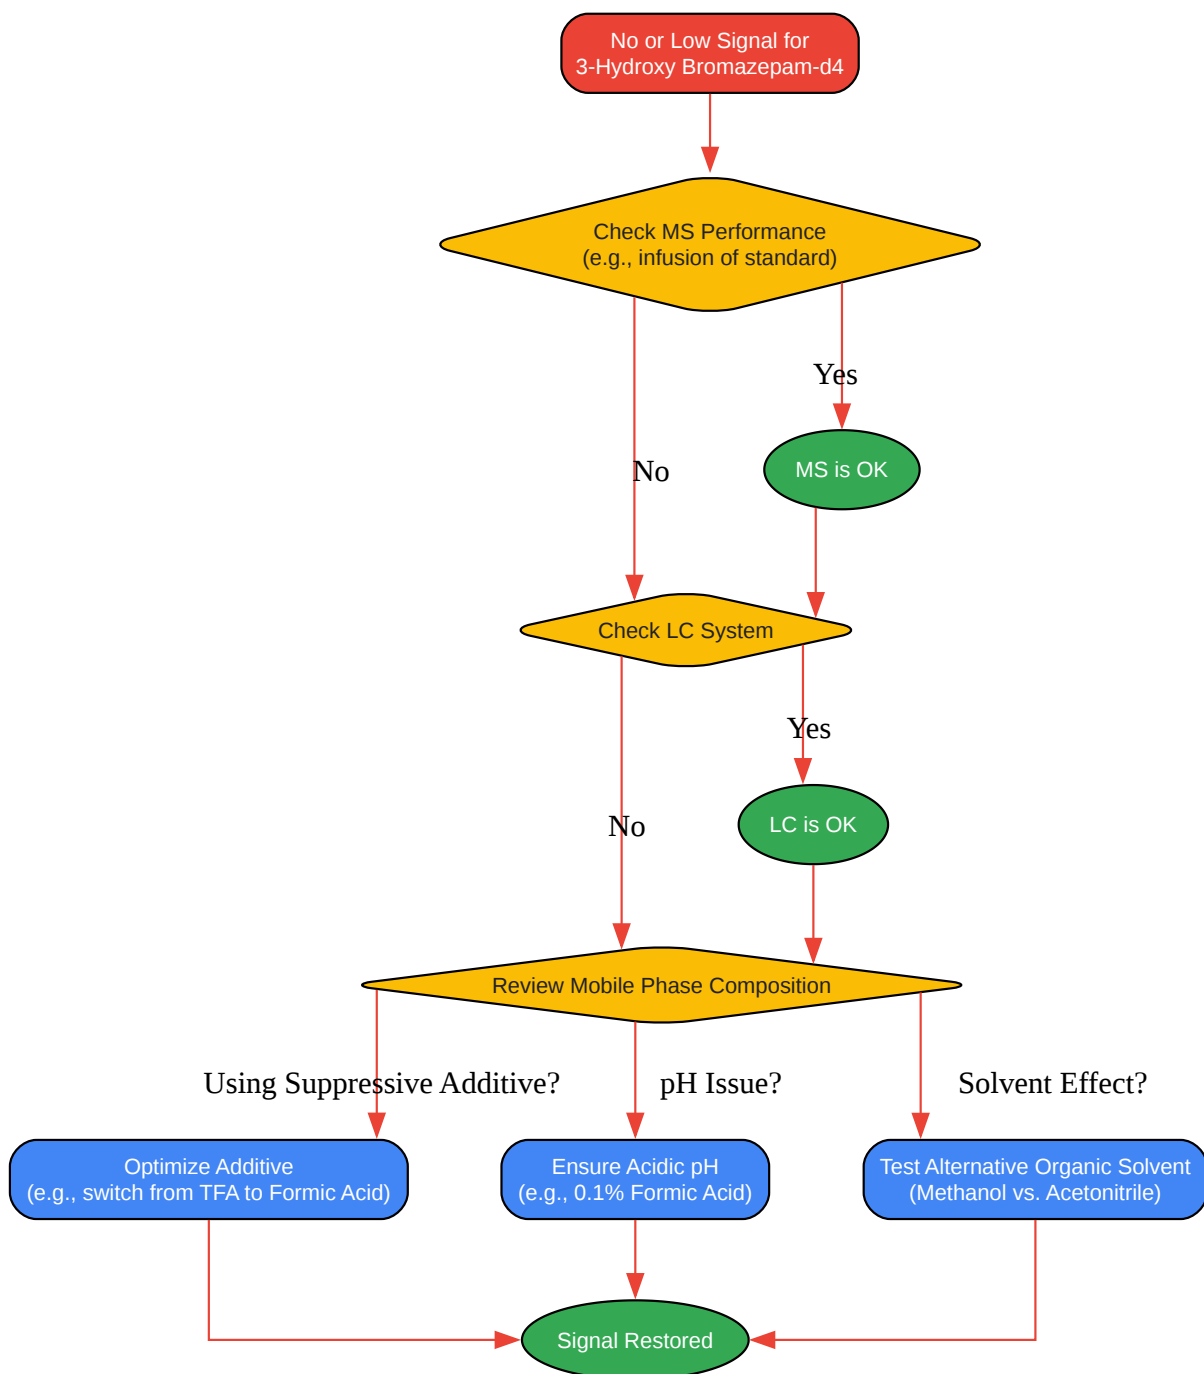 No or Low Signal for
3-Hydroxy Bromazepam-d4
Check MS Performance
(e.g., infusion of standard)
Yes
No
MS is OK
Check LC System
Yes
No
LC is OK
Review Mobile Phase Composition
Using Suppressive Additive?
pH Issue?
Solvent Effect?
Optimize Additive
(e.g., switch from TFA to Formic Acid)
Ensure Acidic pH
(e.g., 0.1% Formic Acid)
Test Alternative Organic Solvent
(Methanol vs. Acetonitrile)
Signal Restored